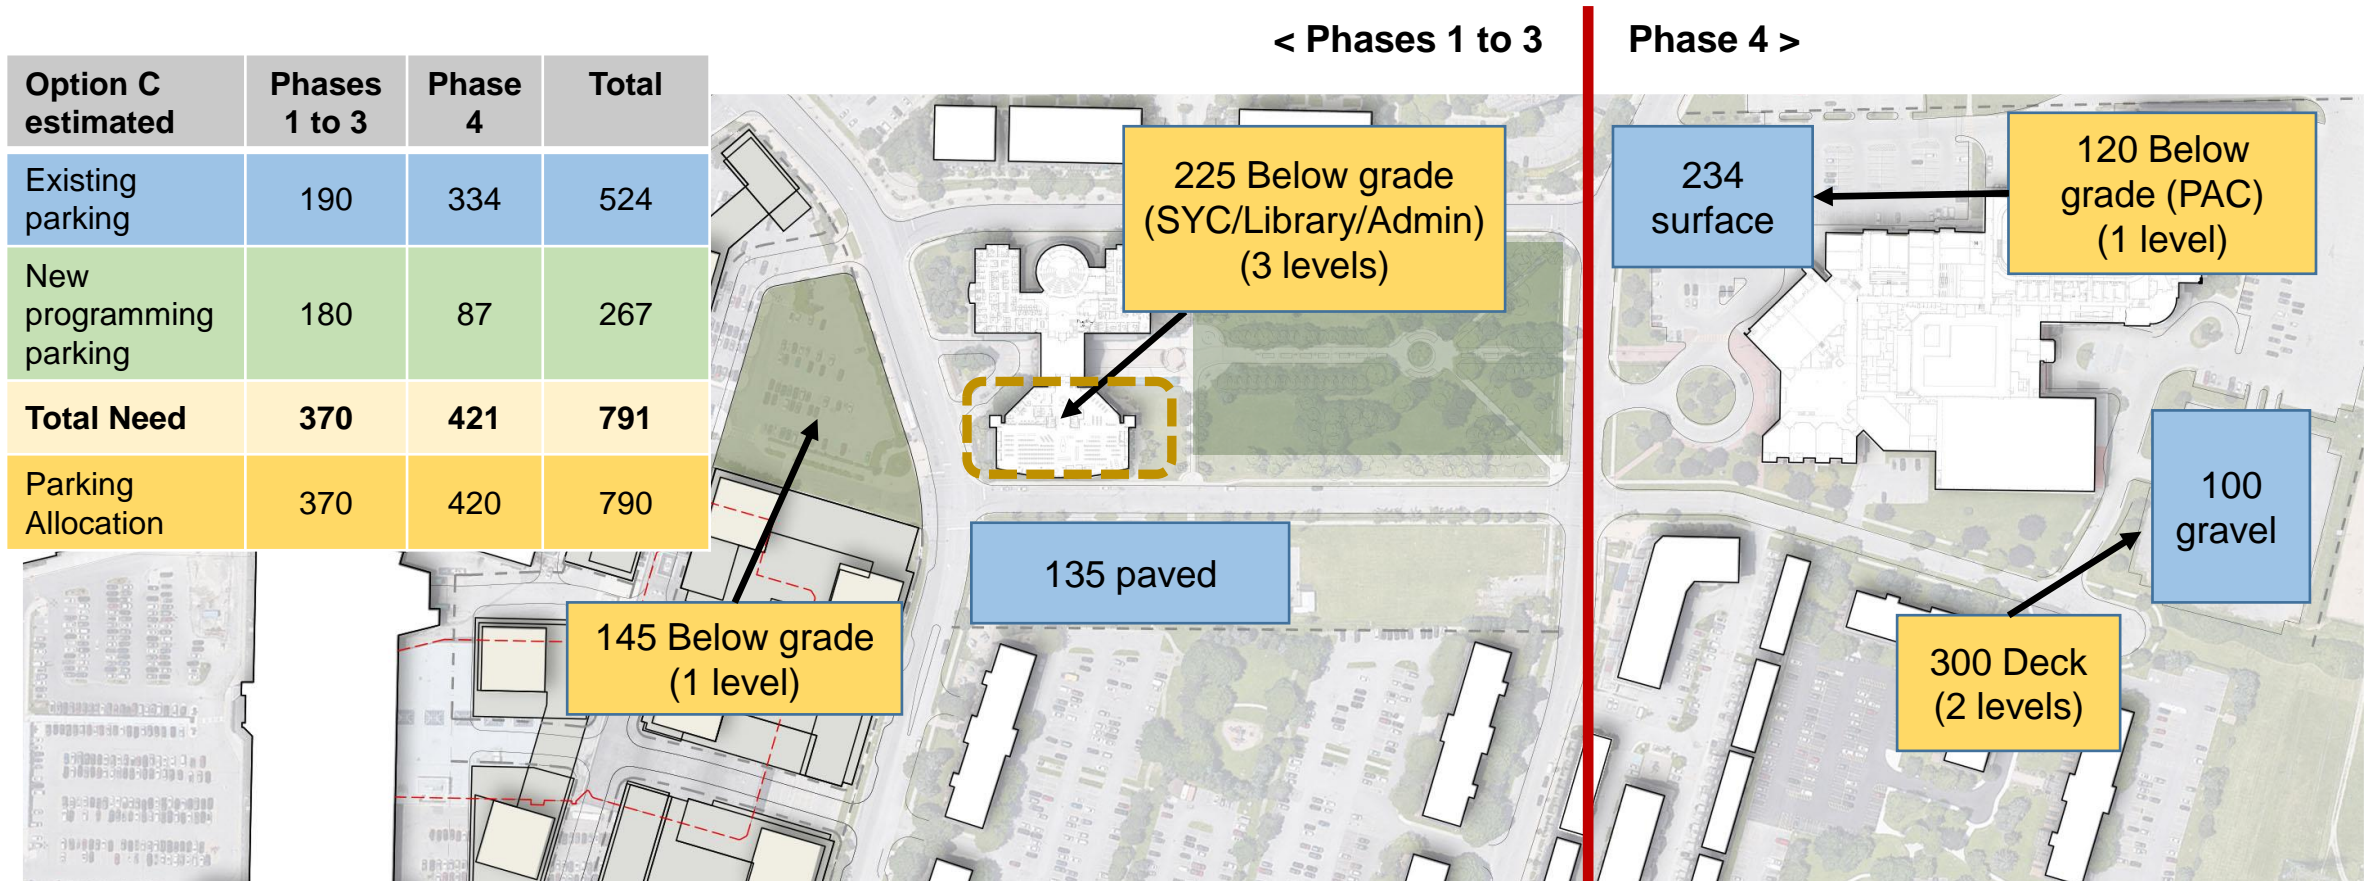 < Phases 1 to 3
Phase 4 >
Option C
estimated
Phases
1 to 3
Phase
4
Total
Existing
parking
190
334
524
New
programming
parking
180
87
267
Total Need
370
421
791
Parking
Allocation
370
420
790
225 Below grade
(SYC/Library/Admin)
(3 levels)
234
surface
120 Below
grade (PAC)
(1 level)
135 paved
100
gravel
145 Below grade
(1 level)
300 Deck
(2 levels)